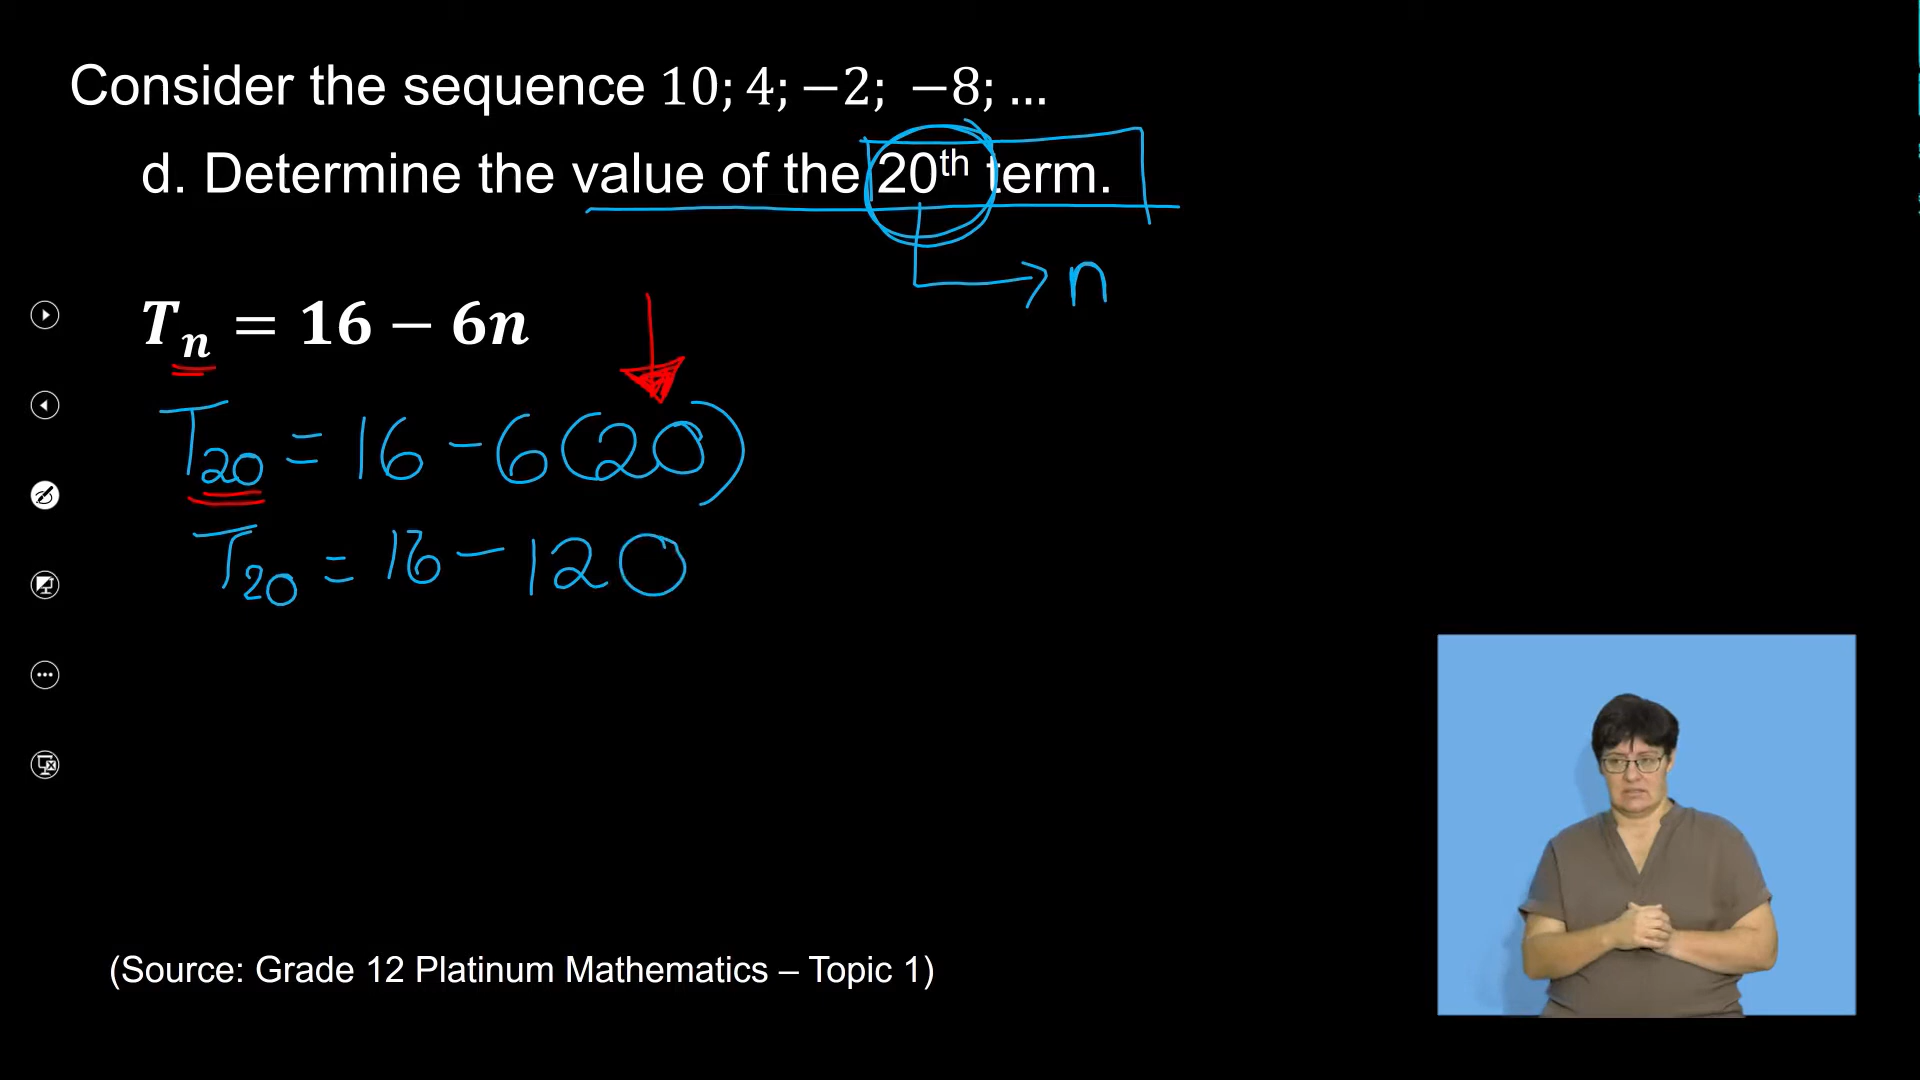 Consider the sequence 10; 4; −2; −8; ...
d. Determine the value of the 20th term.
n
Tn = 16 − 6n
T20 = 16 − 6(20)
T20 = 16 − 120
(Source: Grade 12 Platinum Mathematics – Topic 1)